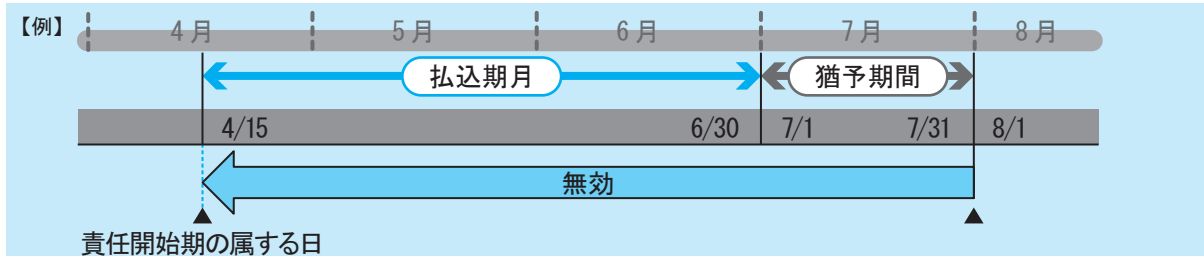 【例】
4月 5月 6月 7月 8月
払込期月 猶予期間
4/15 6/30 7/1 7/31 8/1
無効
▲ ▲
責任開始期の属する日